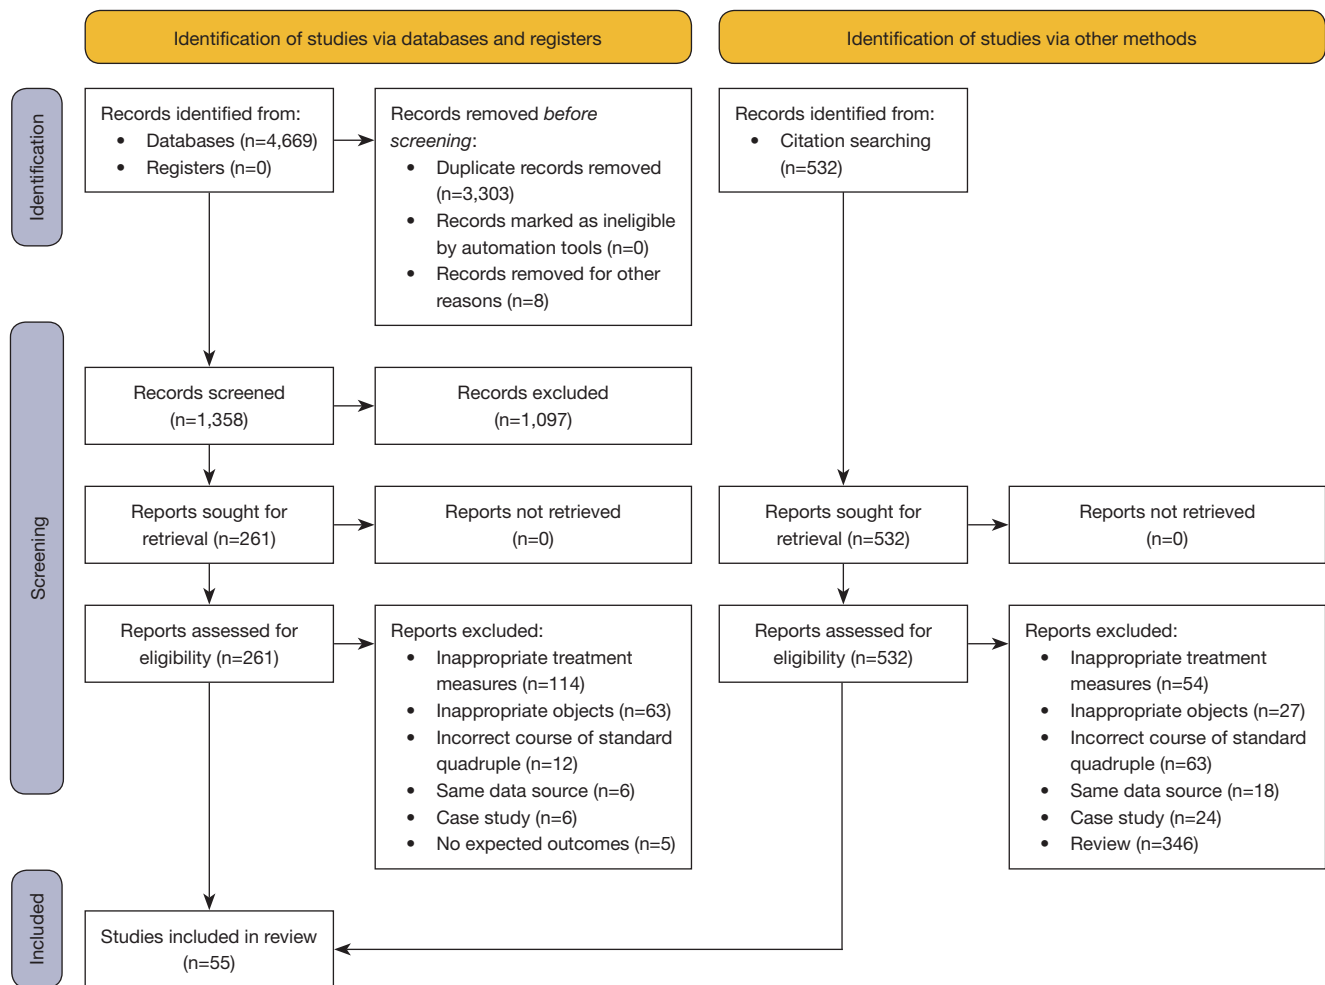 Identification of studies via databases and registers
Identification of studies via other methods
Identification
Records identified from:
• Databases (n=4,669)
• Registers (n=0)
Records removed before
screening:
• Duplicate records removed
(n=3,303)
• Records marked as ineligible
by automation tools (n=0)
• Records removed for other
reasons (n=8)
Records identified from:
• Citation searching
(n=532)
Screening
Records screened
(n=1,358)
Records excluded
(n=1,097)
Reports sought for
retrieval (n=261)
Reports not retrieved
(n=0)
Reports sought for
retrieval (n=532)
Reports not retrieved
(n=0)
Reports assessed for
eligibility (n=261)
Reports excluded:
• Inappropriate treatment
measures (n=114)
• Inappropriate objects (n=63)
• Incorrect course of standard
quadruple (n=12)
• Same data source (n=6)
• Case study (n=6)
• No expected outcomes (n=5)
Reports assessed for
eligibility (n=532)
Reports excluded:
• Inappropriate treatment
measures (n=54)
• Inappropriate objects (n=27)
• Incorrect course of standard
quadruple (n=63)
• Same data source (n=18)
• Case study (n=24)
• Review (n=346)
Included
Studies included in review
(n=55)